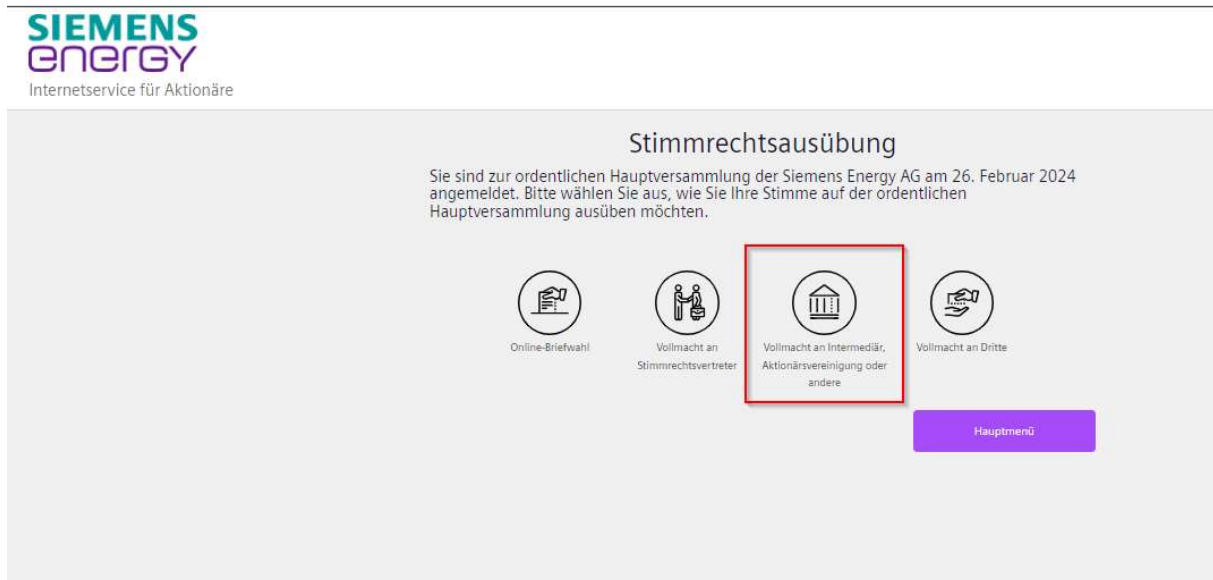 SIEMENS
energy
Internetservice für Aktionäre
Stimmrechtsausübung
Sie sind zur ordentlichen Hauptversammlung der Siemens Energy AG am 26. Februar 2024
angemeldet. Bitte wählen Sie aus, wie Sie Ihre Stimme auf der ordentlichen
Hauptversammlung ausüben möchten.
Online-Briefwahl
Vollmacht an
Stimmrechtsvertreter
Vollmacht an Intermediär,
Aktionärsvereinigung oder
andere
Vollmacht an Dritte
Hauptmenü